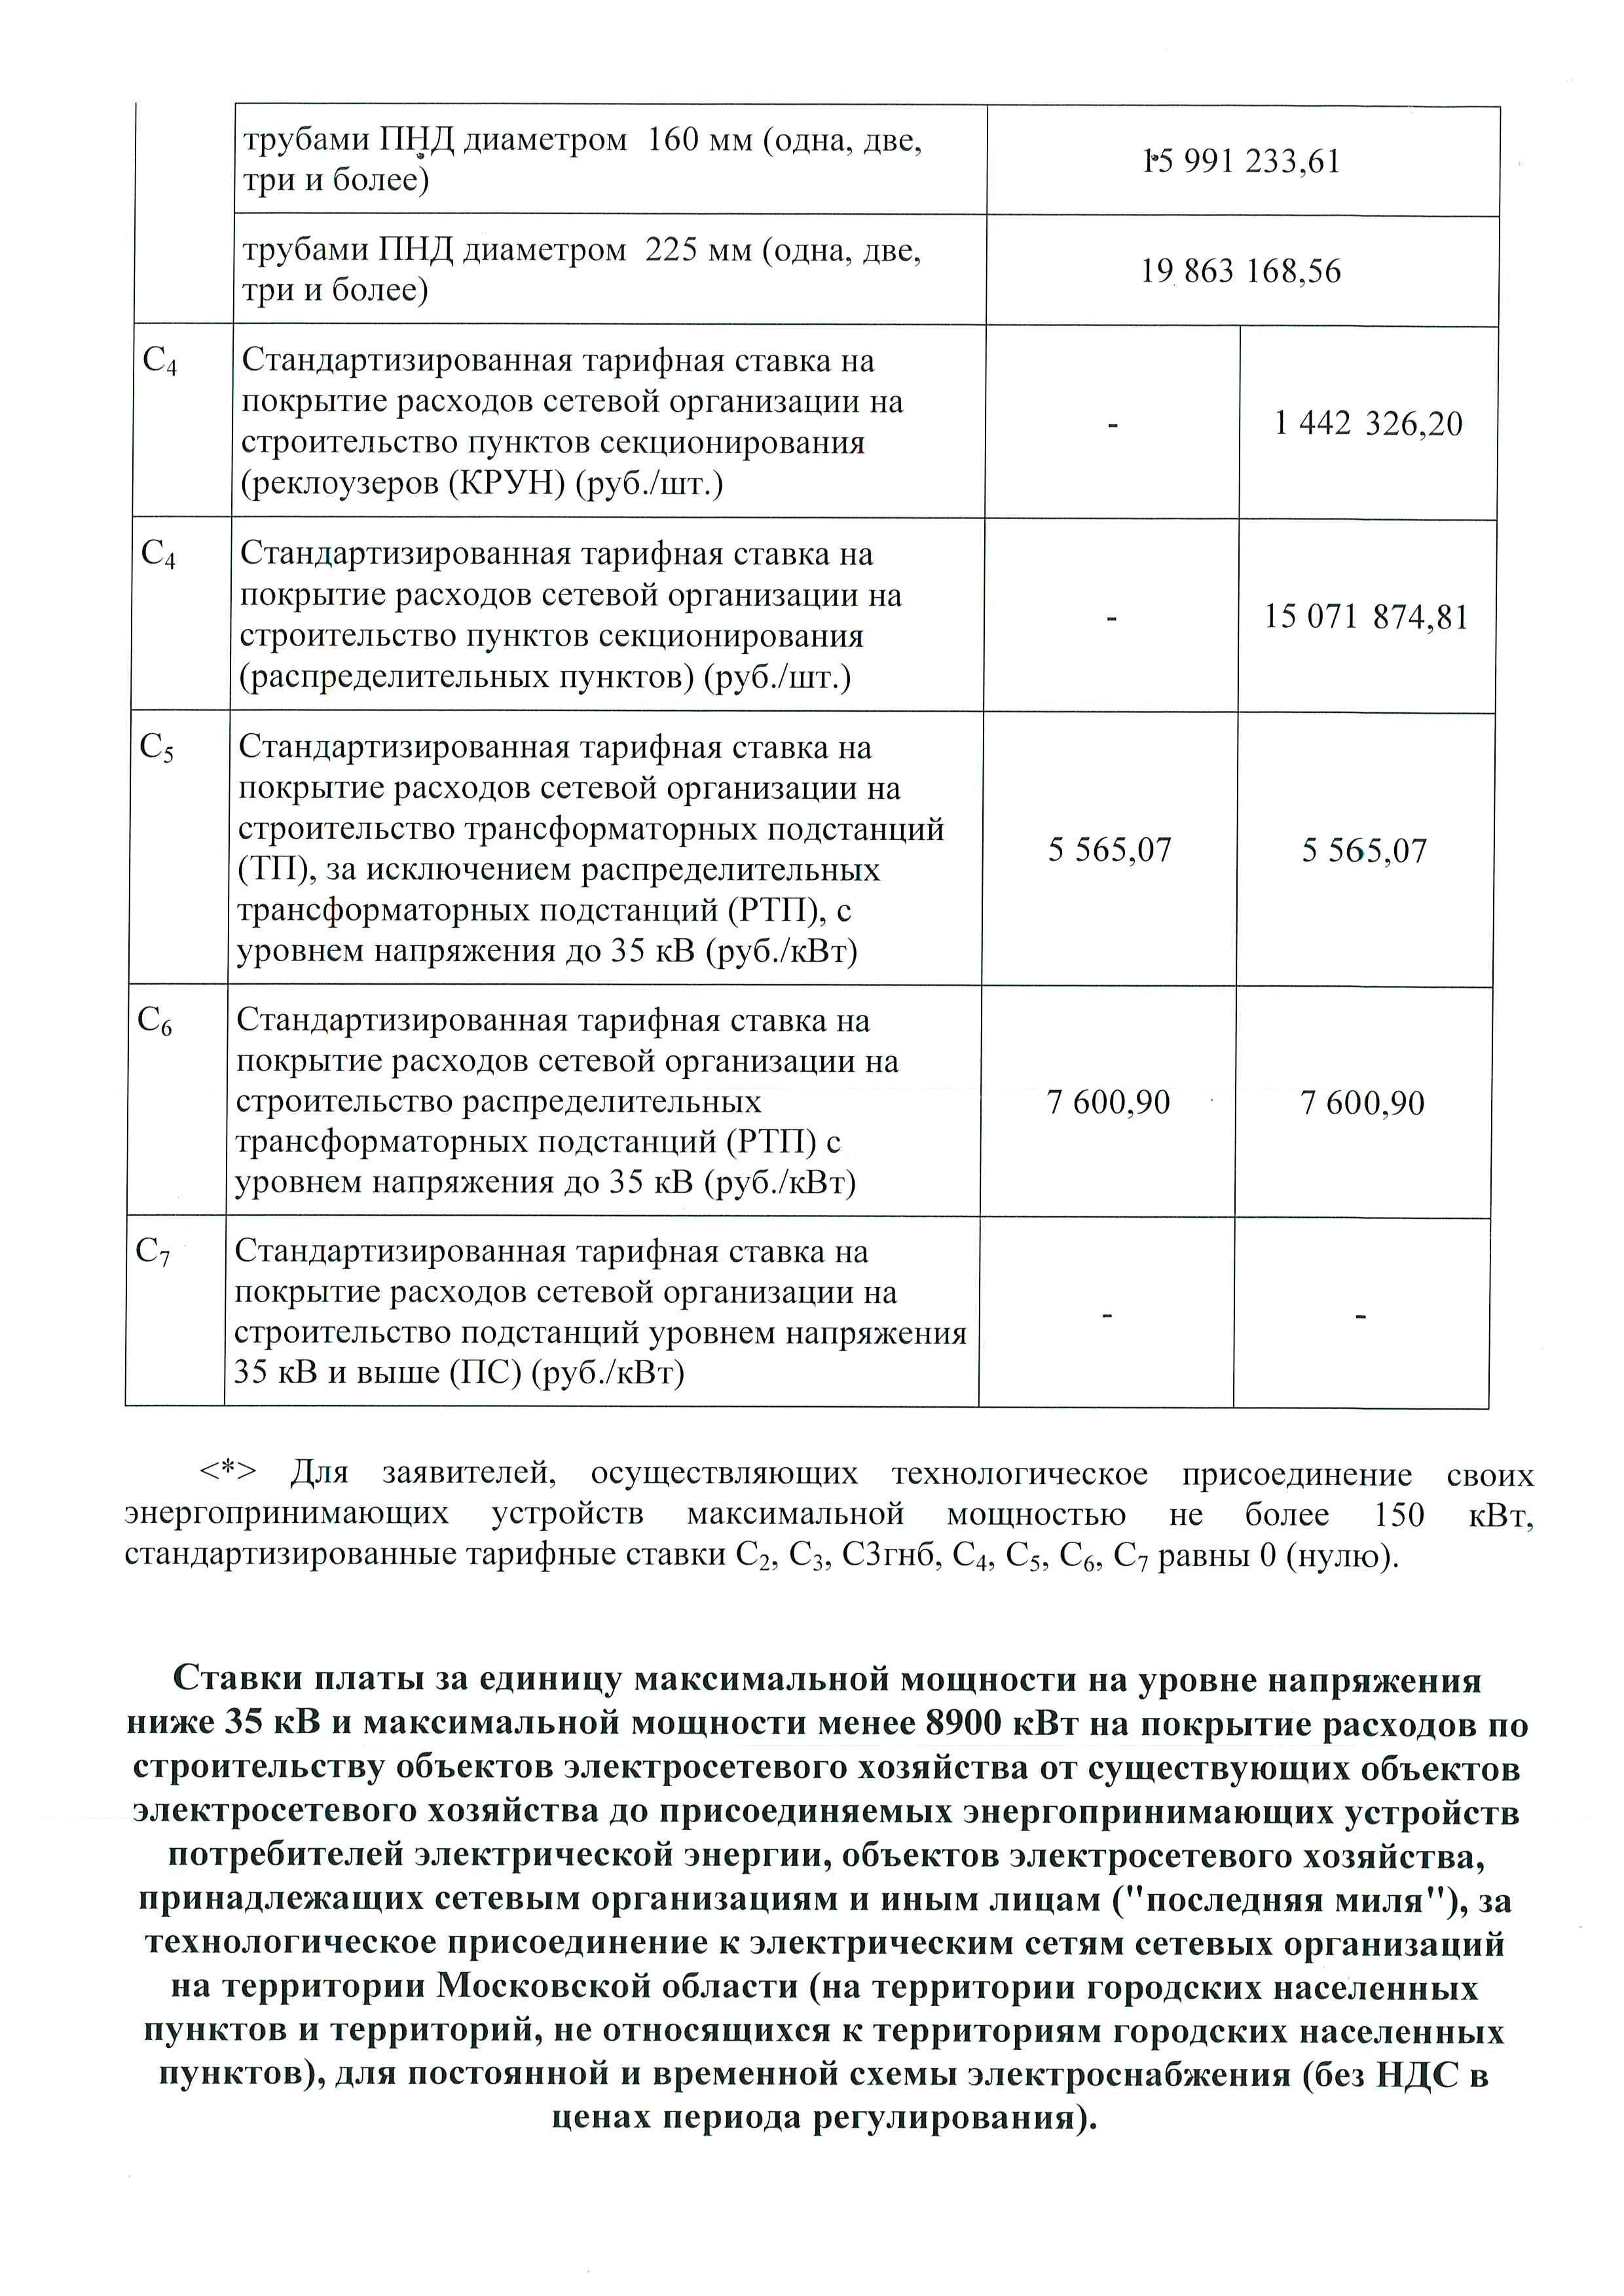 трубами ПНД диаметром 160 мм (одна, две,
три и более)
15 991 233,61
трубами ПНД диаметром 225 мм (одна, две,
три и более)
19 863 168,56
С4
Стандартизированная тарифная ставка на
покрытие расходов сетевой организации на
строительство пунктов секционирования
(реклоузеров (КРУН) (руб./шт.)
-
1 442 326,20
С4
Стандартизированная тарифная ставка на
покрытие расходов сетевой организации на
строительство пунктов секционирования
(распределительных пунктов) (руб./шт.)
-
15 071 874,81
С5
Стандартизированная тарифная ставка на
покрытие расходов сетевой организации на
строительство трансформаторных подстанций
(ТП), за исключением распределительных
трансформаторных подстанций (РТП), с
уровнем напряжения до 35 кВ (руб./кВт)
5 565,07
5 565,07
С6
Стандартизированная тарифная ставка на
покрытие расходов сетевой организации на
строительство распределительных
трансформаторных подстанций (РТП) с
уровнем напряжения до 35 кВ (руб./кВт)
7 600,90
7 600,90
С7
Стандартизированная тарифная ставка на
покрытие расходов сетевой организации на
строительство подстанций уровнем напряжения
35 кВ и выше (ПС) (руб./кВт)
-
-
<*> Для заявителей, осуществляющих технологическое присоединение своих
энергопринимающих устройств максимальной мощностью не более 150 кВт,
стандартизированные тарифные ставки С2, С3, С3гнб, С4, С5, С6, С7 равны 0 (нулю).
Ставки платы за единицу максимальной мощности на уровне напряжения
ниже 35 кВ и максимальной мощности менее 8900 кВт на покрытие расходов по
строительству объектов электросетевого хозяйства от существующих объектов
электросетевого хозяйства до присоединяемых энергопринимающих устройств
потребителей электрической энергии, объектов электросетевого хозяйства,
принадлежащих сетевым организациям и иным лицам ("последняя миля"), за
технологическое присоединение к электрическим сетям сетевых организаций
на территории Московской области (на территории городских населенных
пунктов и территорий, не относящихся к территориям городских населенных
пунктов), для постоянной и временной схемы электроснабжения (без НДС в
ценах периода регулирования).